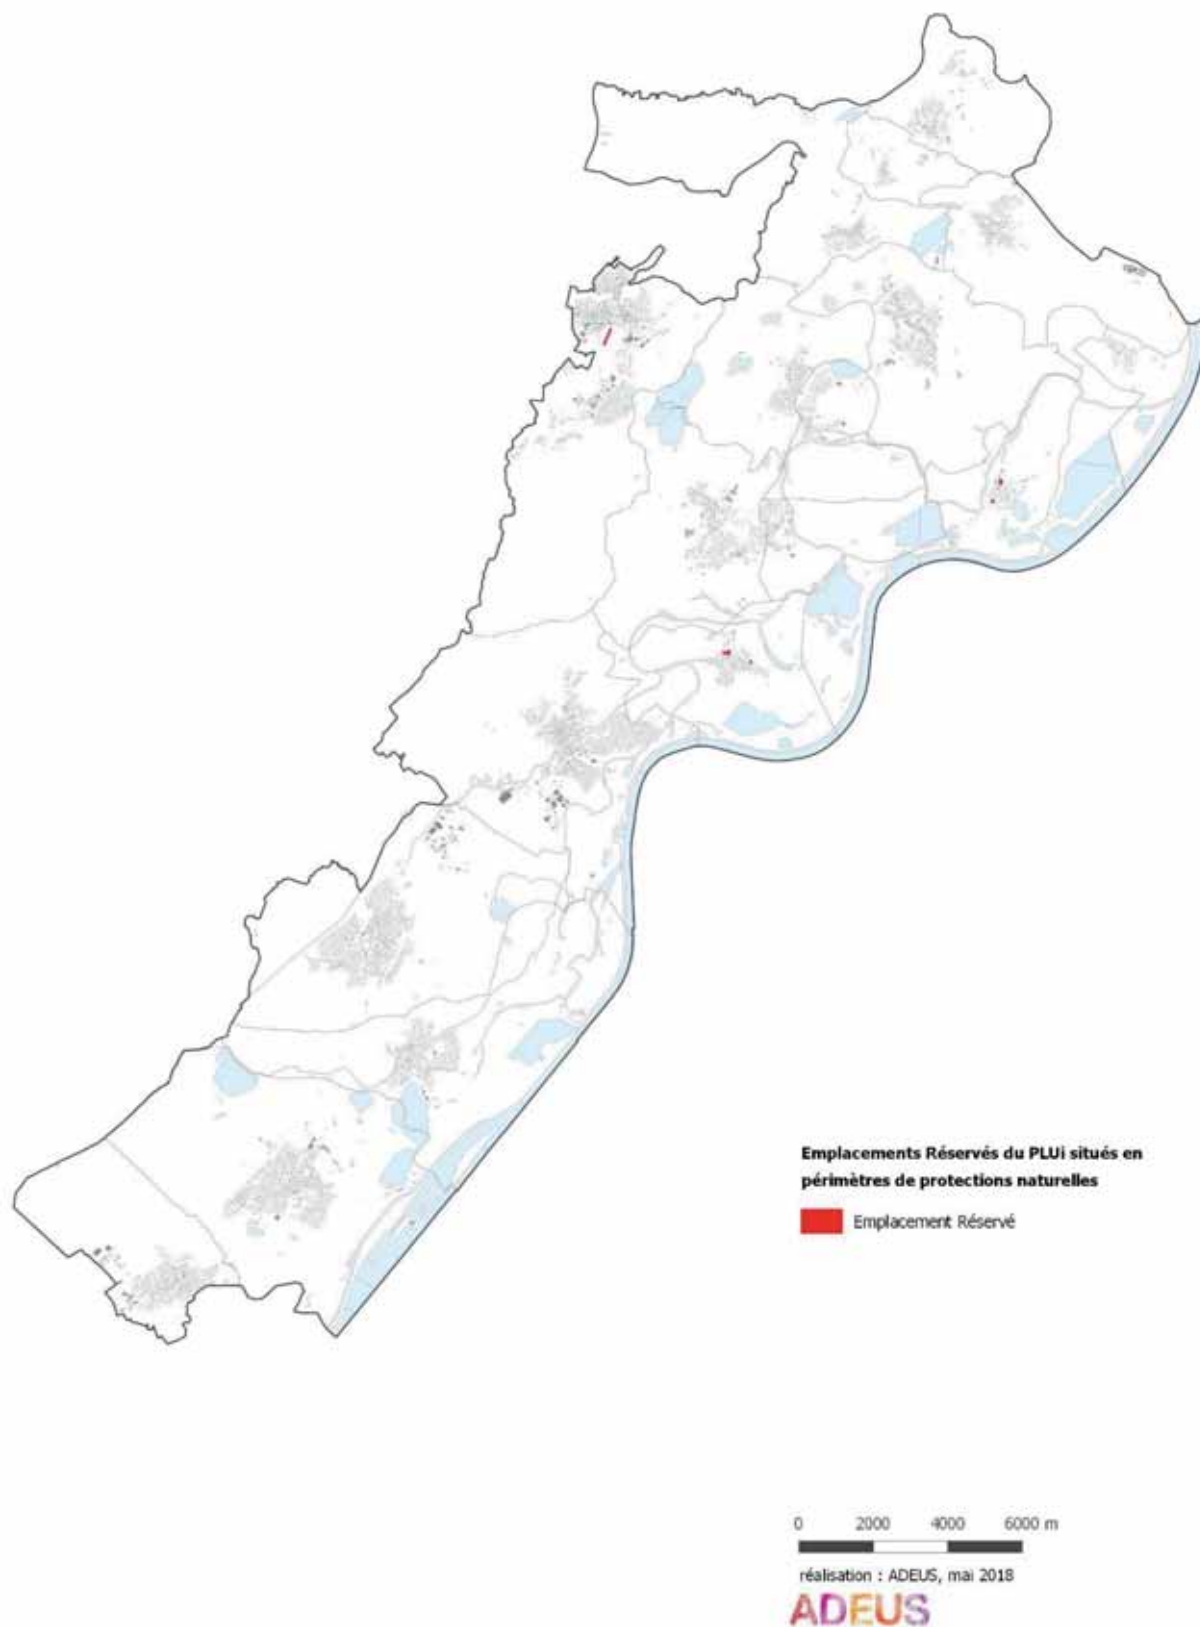 Emplacements Réservés du PLUi situés en
périmètres de protections naturelles
Emplacement Réservé
0 2000 4000 6000 m
réalisation : ADEUS, mai 2018
ADEUS